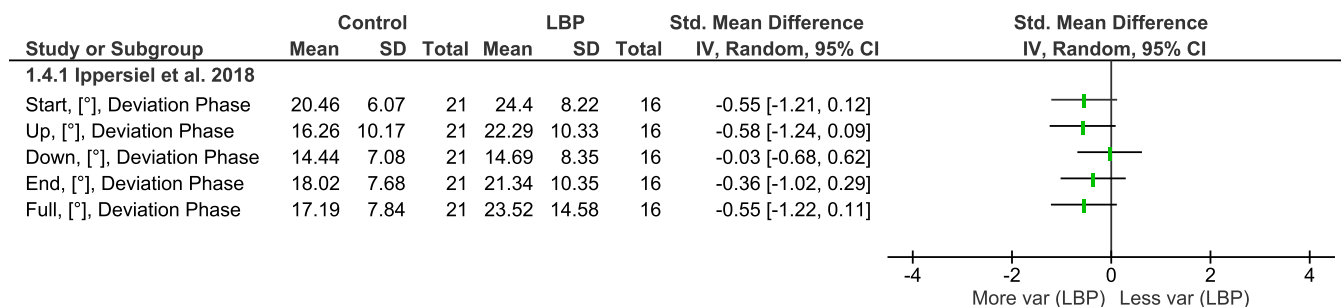 Control LBP Std. Mean Difference Std. Mean Difference
Study or Subgroup Mean SD Total Mean SD Total IV, Random, 95% CI IV, Random, 95% CI
1.4.1 Ippersiel et al. 2018
Start, [°], Deviation Phase 20.46 6.07 21 24.4 8.22 16 -0.55 [-1.21, 0.12]
Up, [°], Deviation Phase 16.26 10.17 21 22.29 10.33 16 -0.58 [-1.24, 0.09]
Down, [°], Deviation Phase 14.44 7.08 21 14.69 8.35 16 -0.03 [-0.68, 0.62]
End, [°], Deviation Phase 18.02 7.68 21 21.34 10.35 16 -0.36 [-1.02, 0.29]
Full, [°], Deviation Phase 17.19 7.84 21 23.52 14.58 16 -0.55 [-1.22, 0.11]
-4 -2 0 2 4
More var (LBP) Less var (LBP)